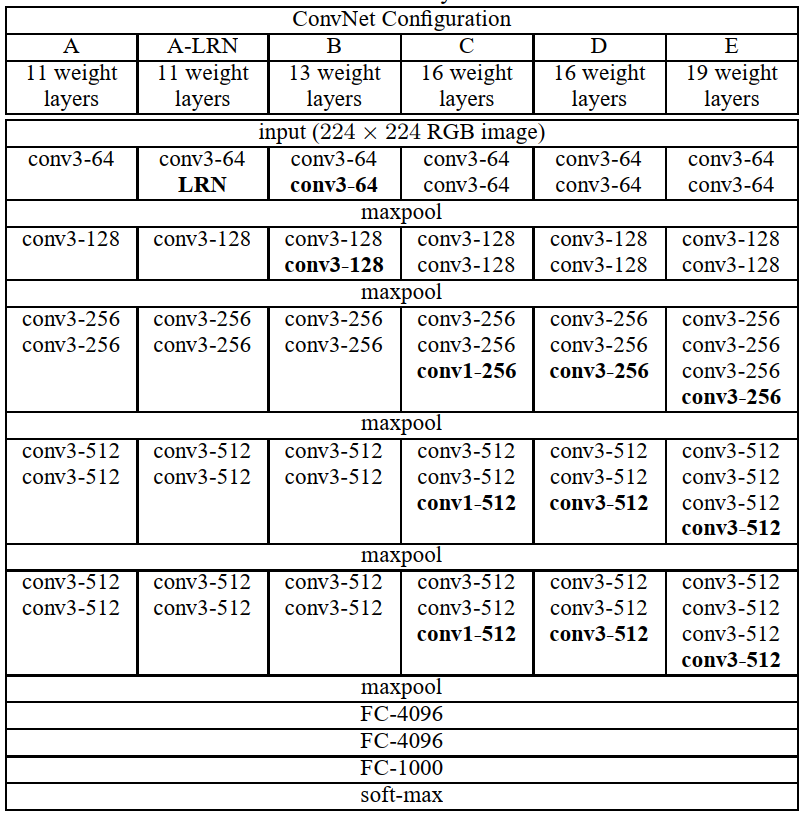 ConvNet Configuration
A A-LRN B C D E
11 weight 11 weight 13 weight 16 weight 16 weight 19 weight
layers layers layers layers layers layers
input (224 × 224 RGB image)
conv3-64 conv3-64 conv3-64 conv3-64 conv3-64 conv3-64
LRN conv3-64 conv3-64 conv3-64 conv3-64
maxpool
conv3-128 conv3-128 conv3-128 conv3-128 conv3-128 conv3-128
conv3-128 conv3-128 conv3-128 conv3-128
maxpool
conv3-256 conv3-256 conv3-256 conv3-256 conv3-256 conv3-256
conv3-256 conv3-256 conv3-256 conv3-256 conv3-256 conv3-256
conv1-256 conv3-256 conv3-256
conv3-256
maxpool
conv3-512 conv3-512 conv3-512 conv3-512 conv3-512 conv3-512
conv3-512 conv3-512 conv3-512 conv3-512 conv3-512 conv3-512
conv1-512 conv3-512 conv3-512
conv3-512
maxpool
conv3-512 conv3-512 conv3-512 conv3-512 conv3-512 conv3-512
conv3-512 conv3-512 conv3-512 conv3-512 conv3-512 conv3-512
conv1-512 conv3-512 conv3-512
conv3-512
maxpool
FC-4096
FC-4096
FC-1000
soft-max